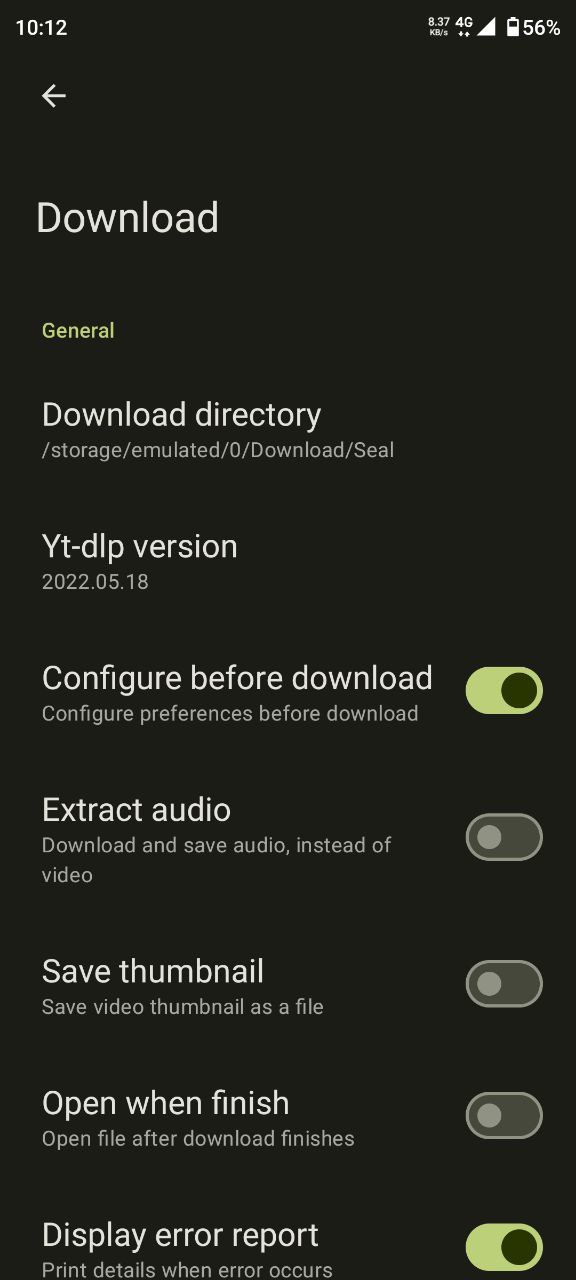 10:12
8.37 4G 56%
KB/s
Download
General
Download directory
/storage/emulated/0/Download/Seal
Yt-dlp version
2022.05.18
Configure before download
Configure preferences before download
Extract audio
Download and save audio, instead of
video
Save thumbnail
Save video thumbnail as a file
Open when finish
Open file after download finishes
Display error report
Print details when error occurs